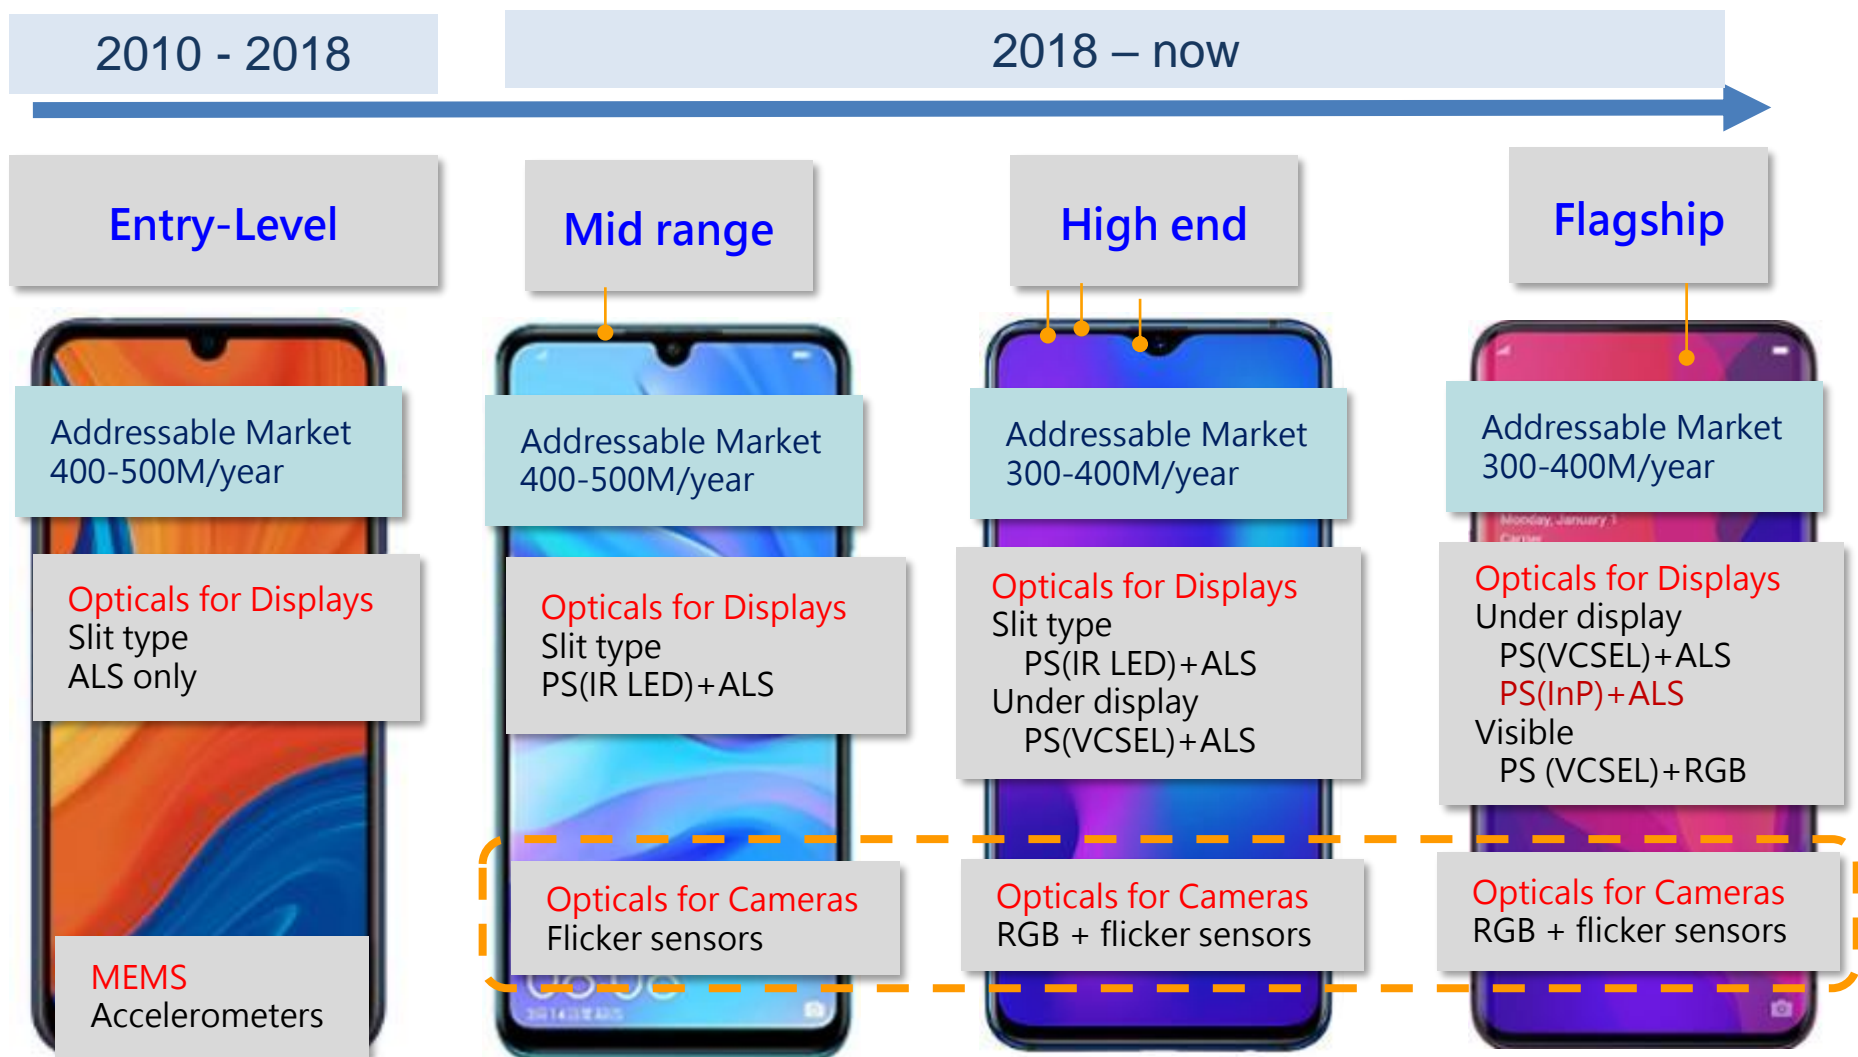 2010 - 2018
2018 – now
Entry-Level
Mid range
High end
Flagship
Addressable Market
400-500M/year
Addressable Market
400-500M/year
Addressable Market
300-400M/year
Addressable Market
300-400M/year
Monday, January 1
Carrier
Opticals for Displays
Slit type
ALS only
Opticals for Displays
Slit type
PS(IR LED)+ALS
Opticals for Displays
Slit type
PS(IR LED)+ALS
Under display
PS(VCSEL)+ALS
Opticals for Displays
Under display
PS(VCSEL)+ALS
PS(InP)+ALS
Visible
PS (VCSEL)+RGB
MEMS
Accelerometers
Opticals for Cameras
Flicker sensors
Opticals for Cameras
RGB + flicker sensors
Opticals for Cameras
RGB + flicker sensors